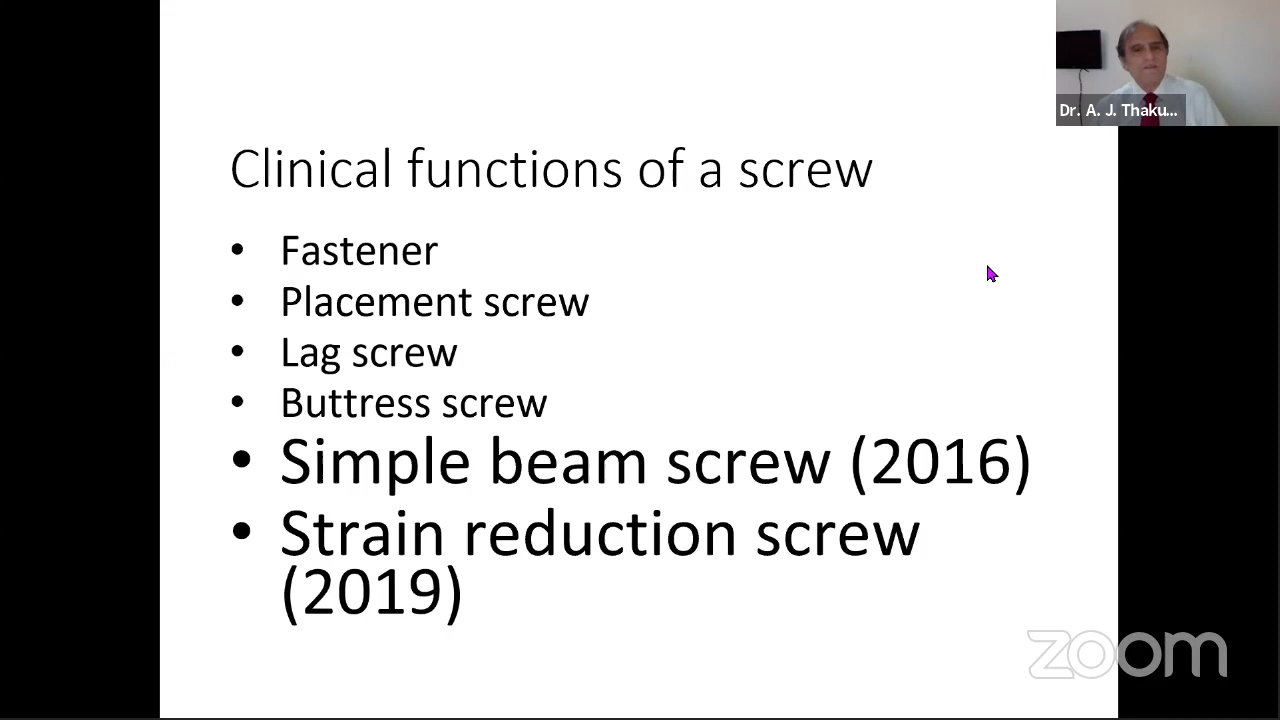 Dr. A. J. Thaku...
Clinical functions of a screw
• Fastener
• Placement screw
• Lag screw
• Buttress screw
• Simple beam screw (2016)
• Strain reduction screw
(2019)
zoom